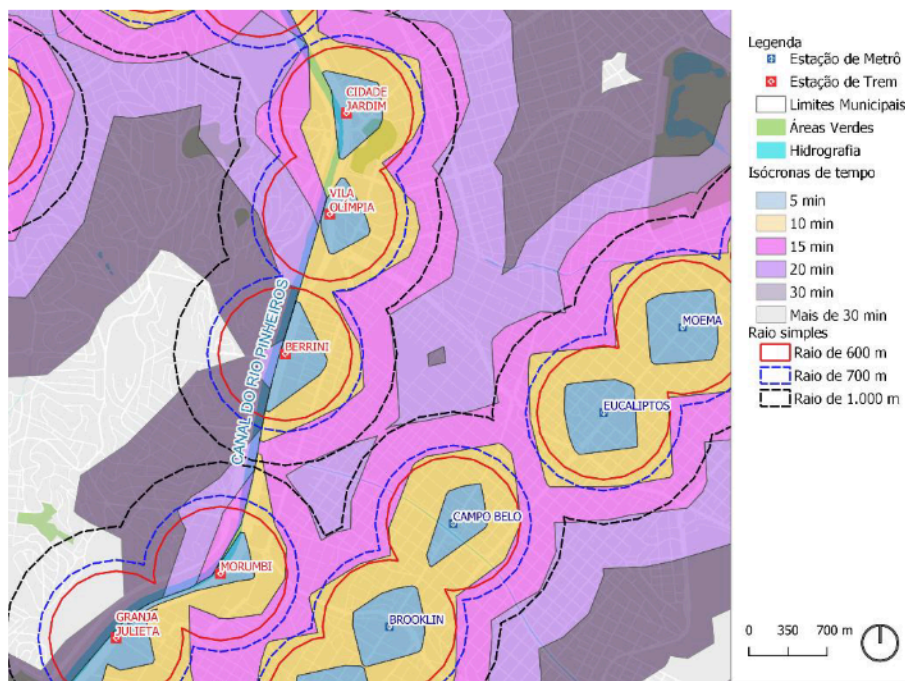 CIDADE
JARDIM
VILA
OLÍMPIA
CANAL DO RIO PINHEIROS
BERRINI
MOEMA
EUCALIPTOS
CAMPO BELO
MORUMBI
GRANJA
JULIETA
BROOKLIN
Legenda
Estação de Metrô
Estação de Trem
Limites Municipais
Áreas Verdes
Hidrografia
Isócronas de tempo
5 min
10 min
15 min
20 min
30 min
Mais de 30 min
Raio simples
Raio de 600 m
Raio de 700 m
Raio de 1.000 m
0 350 700 m